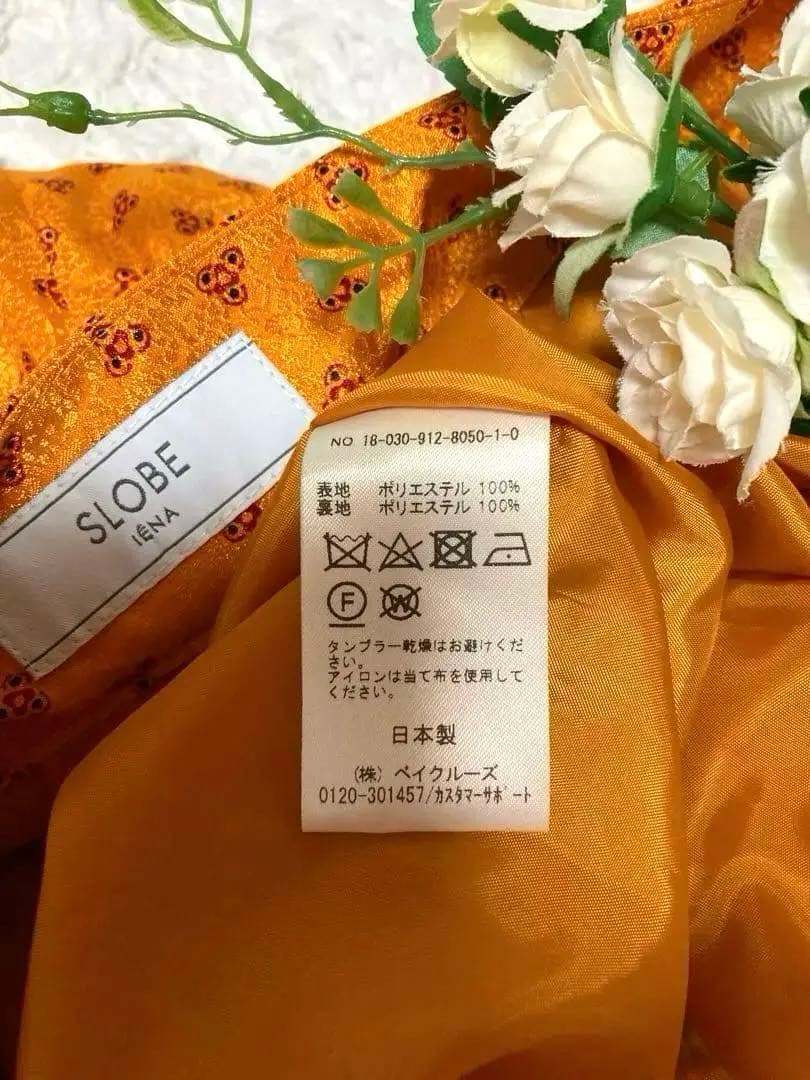 SLOBE
IÉNA
NO 18-030-912-8050-1-0
表地 ポリエステル 100%
裏地 ポリエステル 100%
F
W
タンブラー乾燥はお避けくだ
さい。
アイロンは当て布を使用して
ください。
日本製
(株) ベイクルーズ
0120-301457/カスタマーサポート